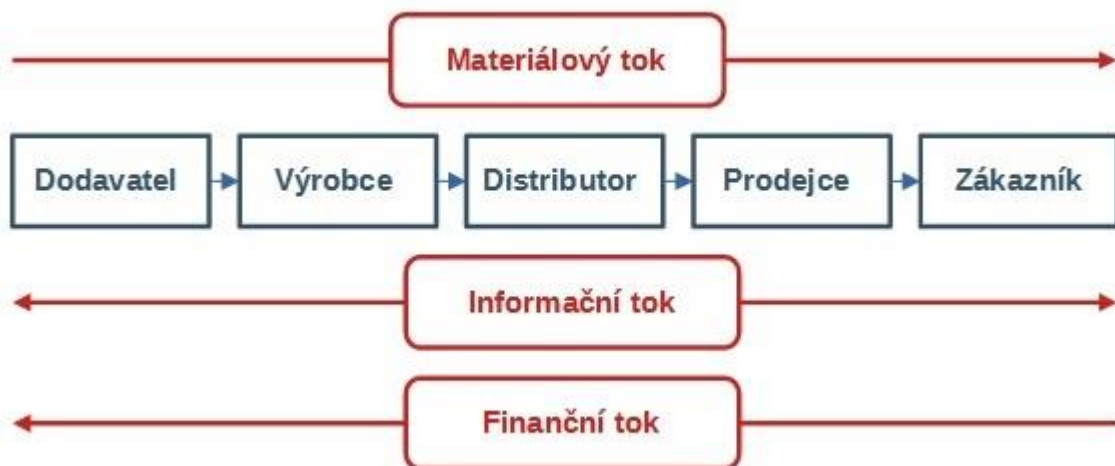 Materiálový tok
Dodavatel
Výrobce
Distributor
Prodejce
Zákazník
Informační tok
Finanční tok